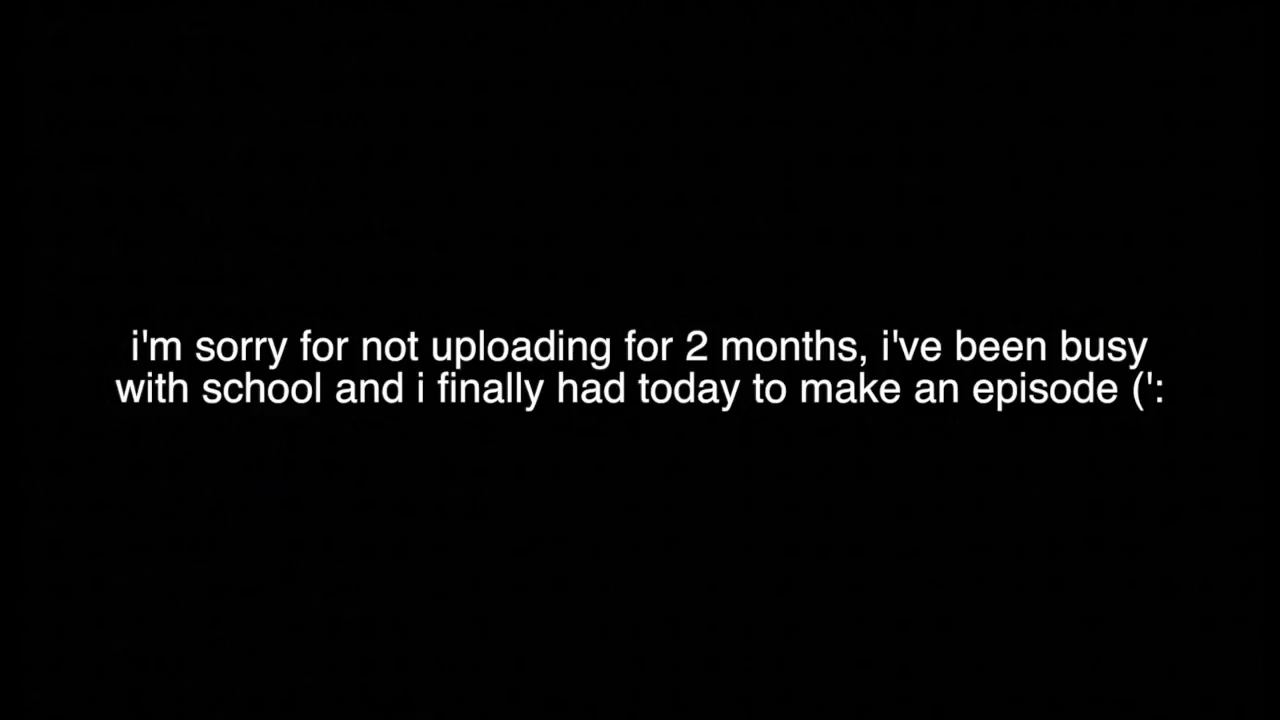 i'm sorry for not uploading for 2 months, i've been busy
with school and i finally had today to make an episode (':